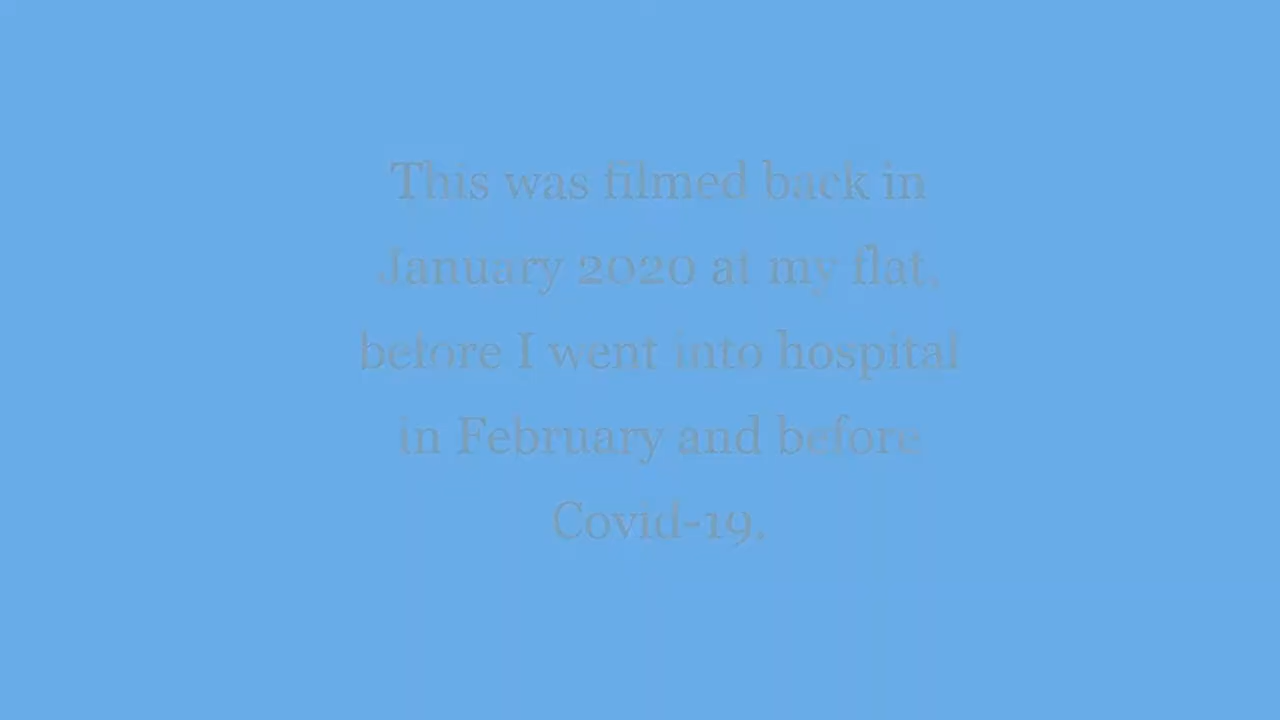 This was filmed back in
January 2020 at my flat,
before I went into hospital
in February and before
Covid-19.